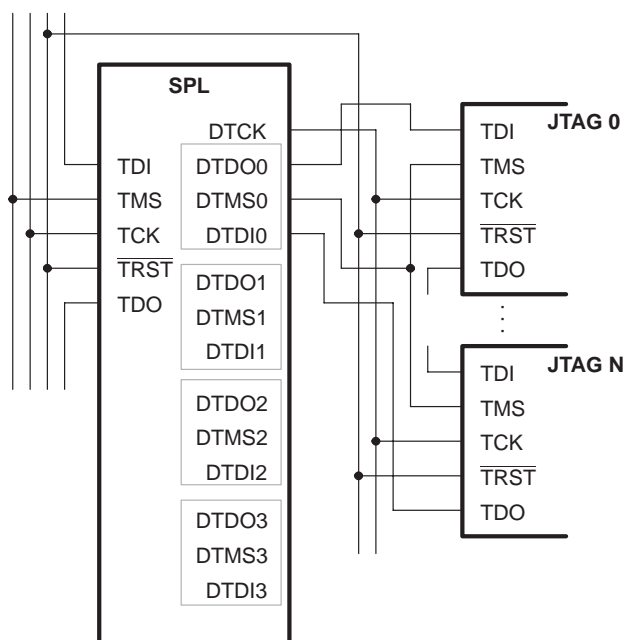 SPL
DTCK
TDI
TMS
TCK
TRST
TDO
DTDO0
DTMS0
DTDI0
DTDO1
DTMS1
DTDI1
DTDO2
DTMS2
DTDI2
DTDO3
DTMS3
DTDI3
JTAG 0
TDI
TMS
TCK
TRST
TDO
JTAG N
TDI
TMS
TCK
TRST
TDO